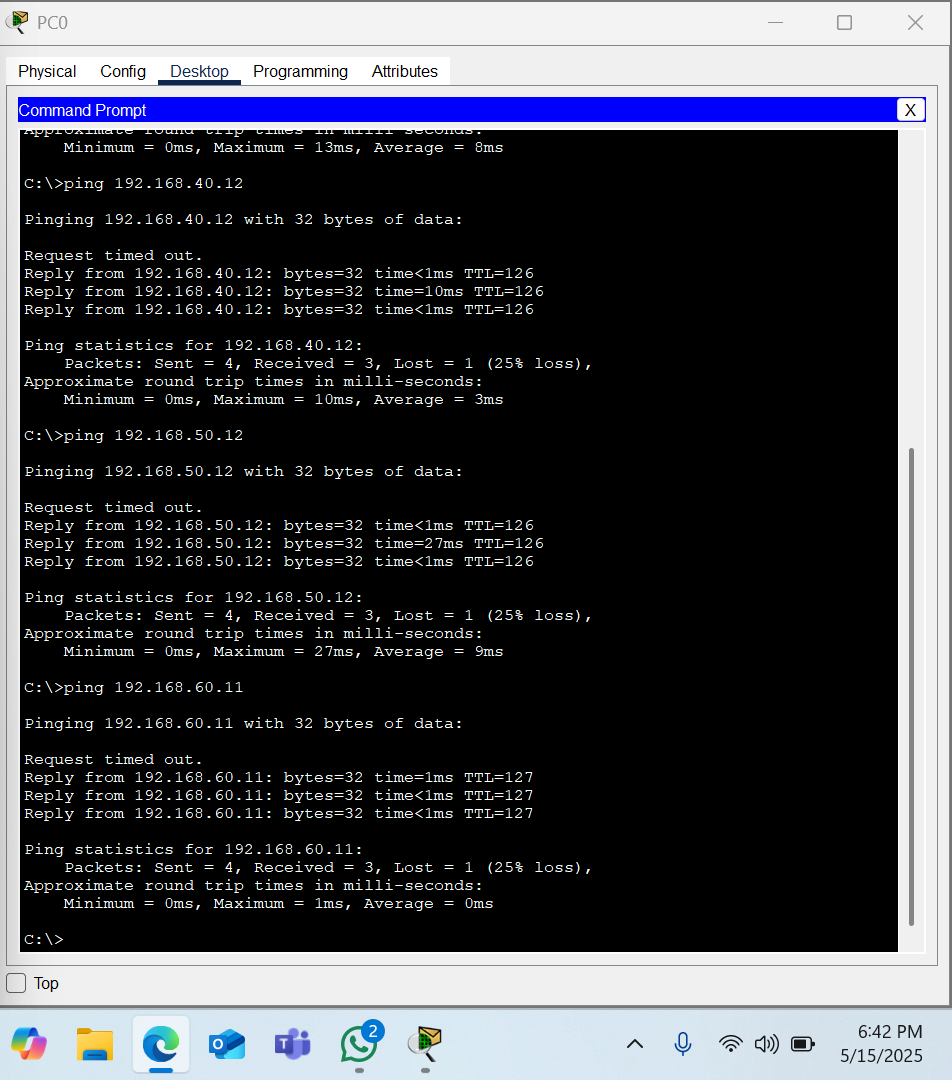 PC0
Physical Config Desktop Programming Attributes
Command Prompt X
Approximate round trip times in milli-seconds:
Minimum = 0ms, Maximum = 13ms, Average = 8ms
C:\>ping 192.168.40.12
Pinging 192.168.40.12 with 32 bytes of data:
Request timed out.
Reply from 192.168.40.12: bytes=32 time<1ms TTL=126
Reply from 192.168.40.12: bytes=32 time=10ms TTL=126
Reply from 192.168.40.12: bytes=32 time<1ms TTL=126
Ping statistics for 192.168.40.12:
Packets: Sent = 4, Received = 3, Lost = 1 (25% loss),
Approximate round trip times in milli-seconds:
Minimum = 0ms, Maximum = 10ms, Average = 3ms
C:\>ping 192.168.50.12
Pinging 192.168.50.12 with 32 bytes of data:
Request timed out.
Reply from 192.168.50.12: bytes=32 time<1ms TTL=126
Reply from 192.168.50.12: bytes=32 time=27ms TTL=126
Reply from 192.168.50.12: bytes=32 time<1ms TTL=126
Ping statistics for 192.168.50.12:
Packets: Sent = 4, Received = 3, Lost = 1 (25% loss),
Approximate round trip times in milli-seconds:
Minimum = 0ms, Maximum = 27ms, Average = 9ms
C:\>ping 192.168.60.11
Pinging 192.168.60.11 with 32 bytes of data:
Request timed out.
Reply from 192.168.60.11: bytes=32 time=1ms TTL=127
Reply from 192.168.60.11: bytes=32 time<1ms TTL=127
Reply from 192.168.60.11: bytes=32 time<1ms TTL=127
Ping statistics for 192.168.60.11:
Packets: Sent = 4, Received = 3, Lost = 1 (25% loss),
Approximate round trip times in milli-seconds:
Minimum = 0ms, Maximum = 1ms, Average = 0ms
C:\>
Top
2
6:42 PM
5/15/2025